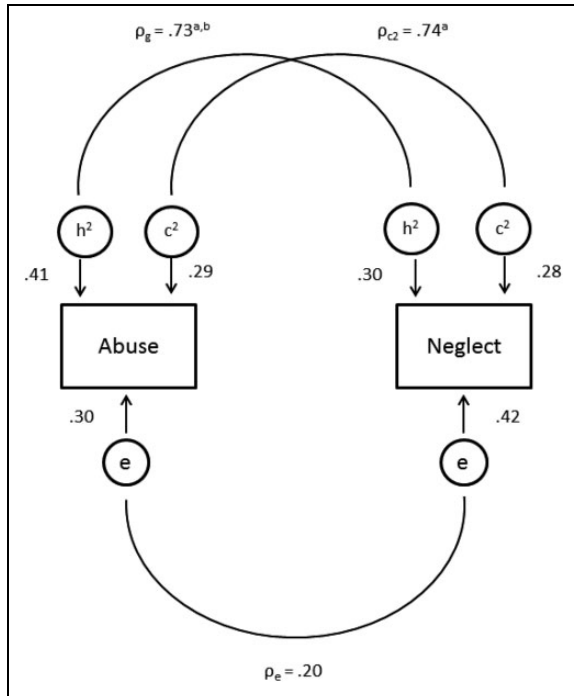 ρg = .73a,b ρc2 = .74a
h² c² h² c²
.41 .29 .30 .28
Abuse Neglect
.30 .42
e e
ρe = .20